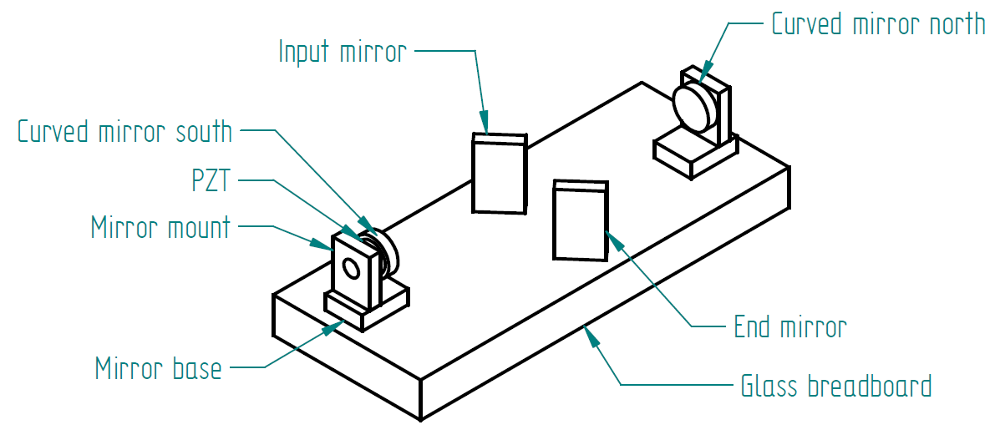 Curved mirror north
Input mirror
Curved mirror south
PZT
Mirror mount
End mirror
Mirror base
Glass breadboard